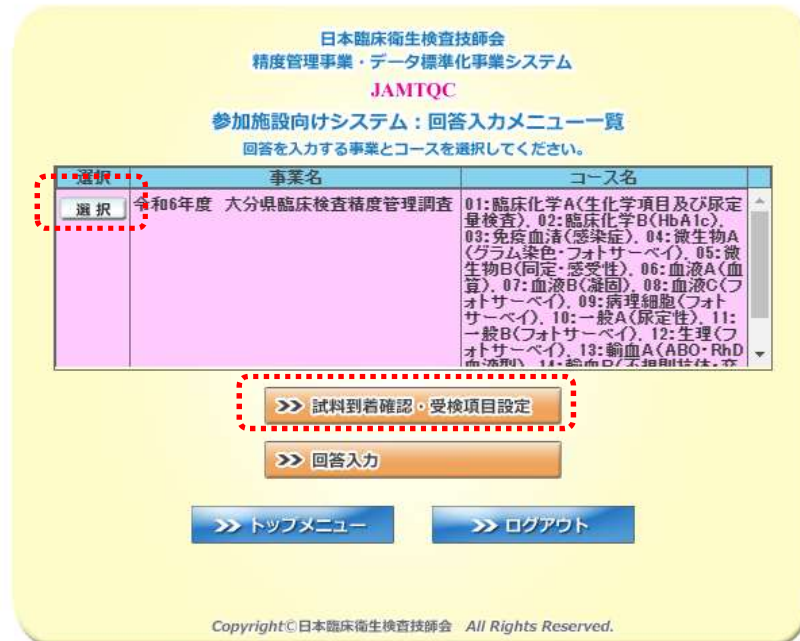 日本臨床衛生検査技師会
精度管理事業・データ標準化事業システム
JAMTQC
参加施設向けシステム：回答入力メニュー一覧
回答を入力する事業とコースを選択してください。
選択 事業名 コース名
選択 令和6年度 大分県臨床検査精度管理調査
01:臨床化学A(生化学項目及び尿定
量検査), 02:臨床化学B(HbA1c),
03:免疫血清(感染症), 04:微生物A
(グラム染色・フォトサーベイ), 05:微
生物B(同定・感受性), 06:血液A(血
算), 07:血液B(凝固), 08:血液C(フ
ォトサーベイ), 09:病理細胞(フォト
サーベイ), 10:一般A(尿定性), 11:
一般B(フォトサーベイ), 12:生理(フ
ォトサーベイ), 13:輸血A(ABO・RhD
血液型), 14:輸血B(不規則抗体・交
>> 試料到着確認・受検項目設定
>> 回答入力
>> トップメニュー >> ログアウト
Copyright©日本臨床衛生検査技師会 All Rights Reserved.